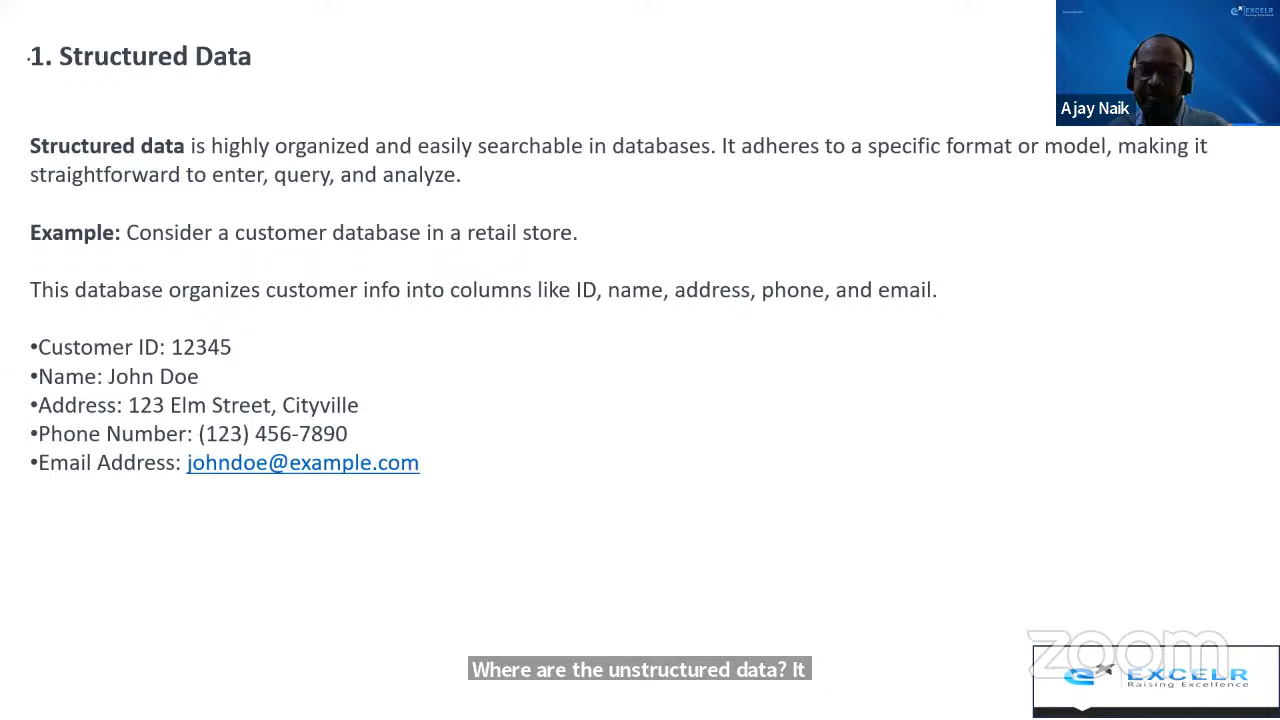 1. Structured Data
EXCELR
Raising Excellence
Ajay Naik
Structured data is highly organized and easily searchable in databases. It adheres to a specific format or model, making it
straightforward to enter, query, and analyze.
Example: Consider a customer database in a retail store.
This database organizes customer info into columns like ID, name, address, phone, and email.
•Customer ID: 12345
•Name: John Doe
•Address: 123 Elm Street, Cityville
•Phone Number: (123) 456-7890
•Email Address: johndoe@example.com
zoom
EXCELR
Raising Excellence
Where are the unstructured data? It